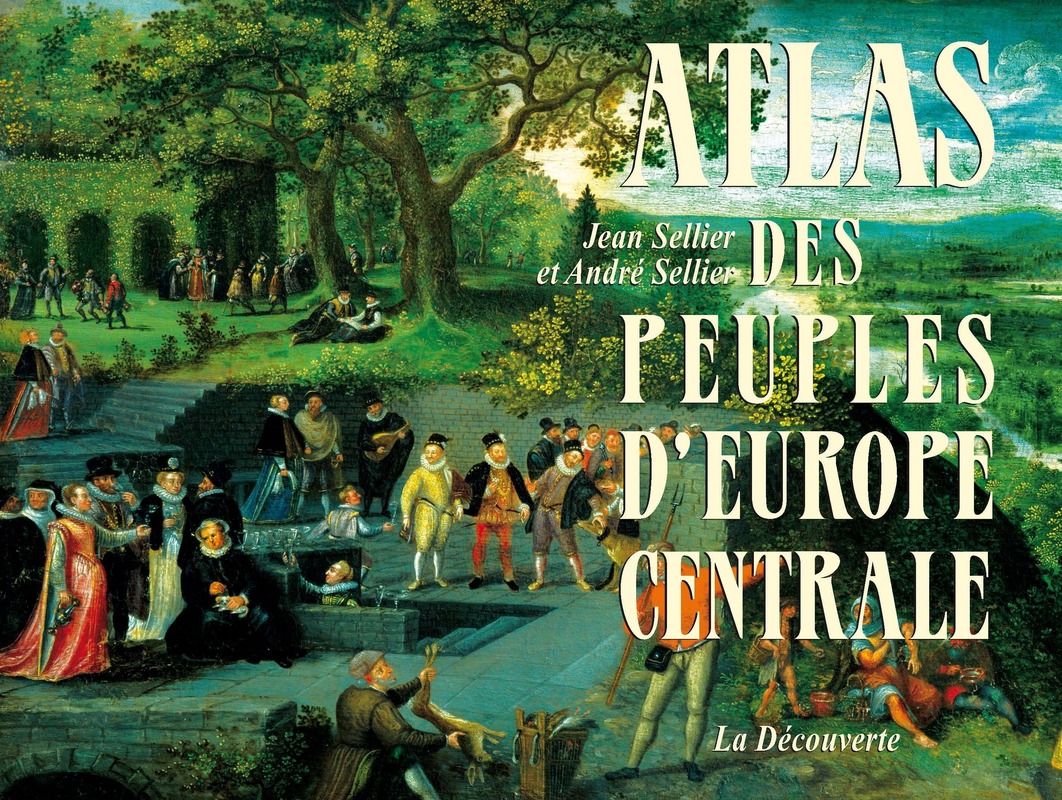 ATLAS
Jean Sellier
et André Sellier
DES
PEUPLES
D'EUROPE
CENTRALE
La Découverte